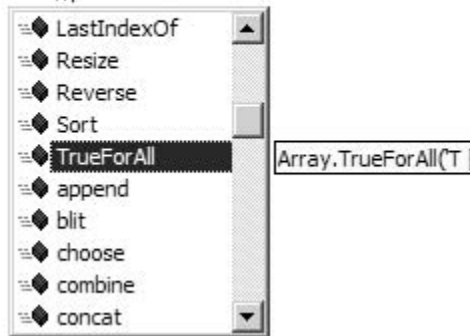 LastIndexOf
Resize
Reverse
Sort
TrueForAll
Array.TrueForAll('T
append
blit
choose
combine
concat